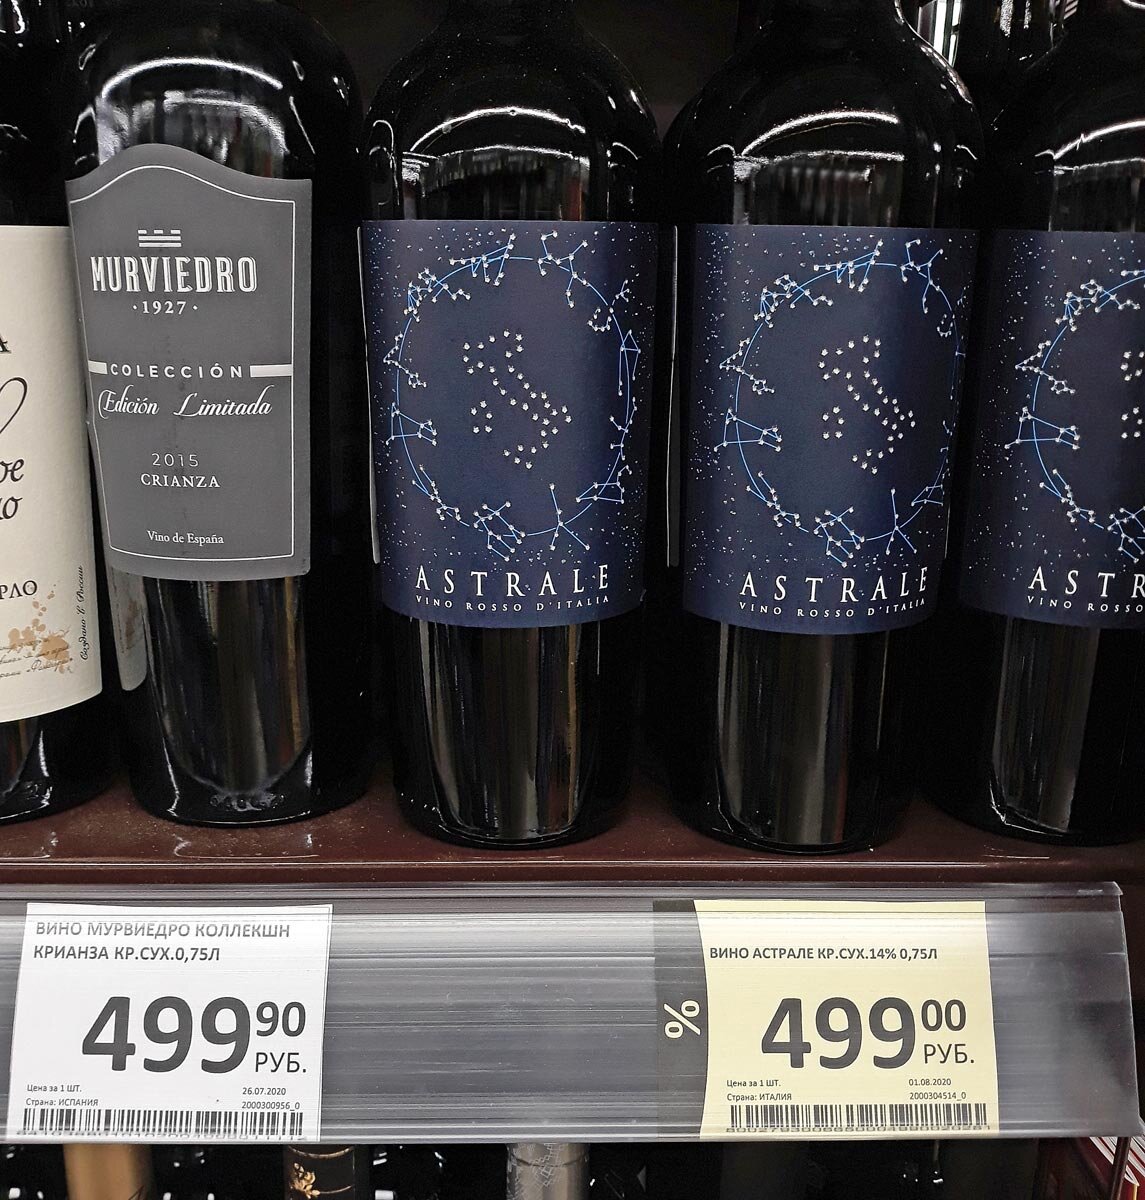 MURVIEDRO
·1927·
COLECCIÓN
Edición Limitada
2015
CRIANZA
Vino de España
ASTRALE
VINO ROSSO D'ITALIA
ASTRALE
VINO ROSSO D'ITALIA
ASTR
VINO ROSSO
Создано в России
ВИНО МУРВИЕДРО КОЛЛЕКШН
КРИАНЗА КР.СУХ.0,75Л
499 90
РУБ.
Цена за 1 ШТ.
26.07.2020
Страна: ИСПАНИЯ
2000300956_0
%
ВИНО АСТРАЛЕ КР.СУХ.14% 0,75Л
499 00
РУБ.
Цена за 1 ШТ.
01.08.2020
Страна: ИТАЛИЯ
2000304514_0